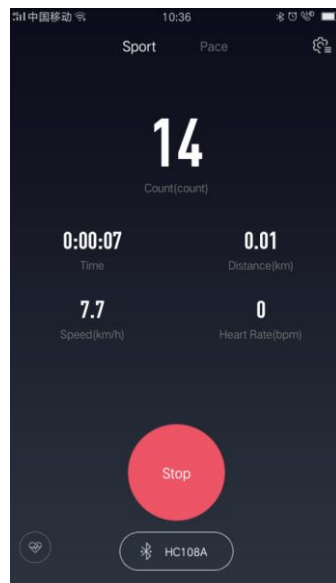 中国移动 10:36
Sport Pace
14
Count(count)
0:00:07 0.01
Time Distance(km)
7.7 0
Speed(km/h) Heart Rate(bpm)
Stop
HC108A